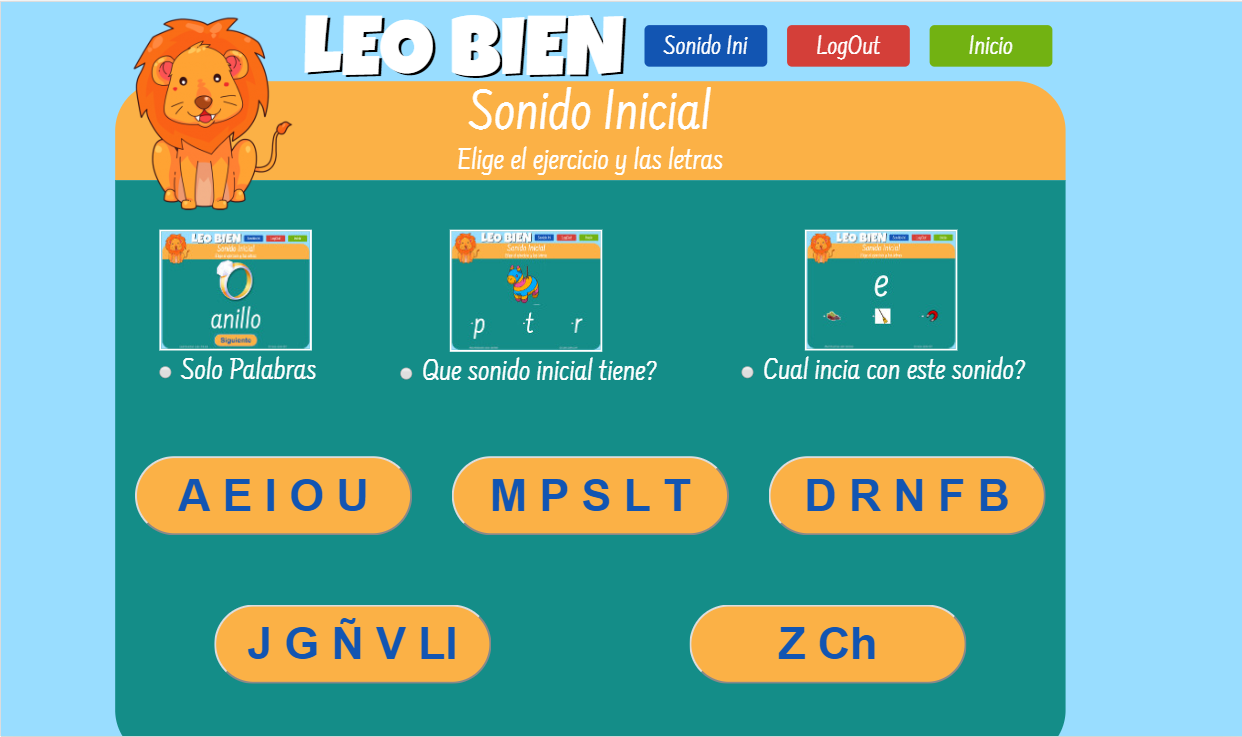 LEO BIEN
Sonido Ini
LogOut
Inicio
Sonido Inicial
Elige el ejercicio y las letras
LEO BIEN
Sonido Inicial
anillo
Siguiente
LEO BIEN
Sonido Inicial
p t r
LEO BIEN
Sonido Inicial
e
Solo Palabras
Que sonido inicial tiene?
Cual incia con este sonido?
A E I O U
M P S L T
D R N F B
J G Ñ V Ll
Z Ch